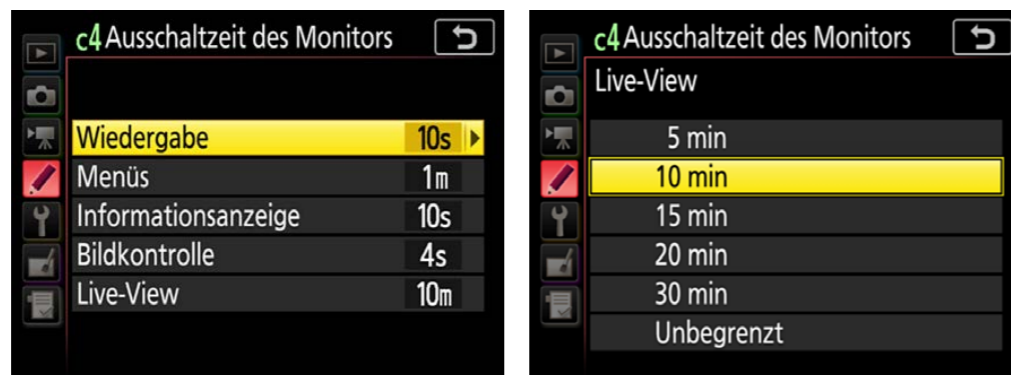 c4 Ausschaltzeit des Monitors
Wiedergabe 10s
Menüs 1m
Informationsanzeige 10s
Bildkontrolle 4s
Live-View 10m
c4 Ausschaltzeit des Monitors
Live-View
5 min
10 min
15 min
20 min
30 min
Unbegrenzt